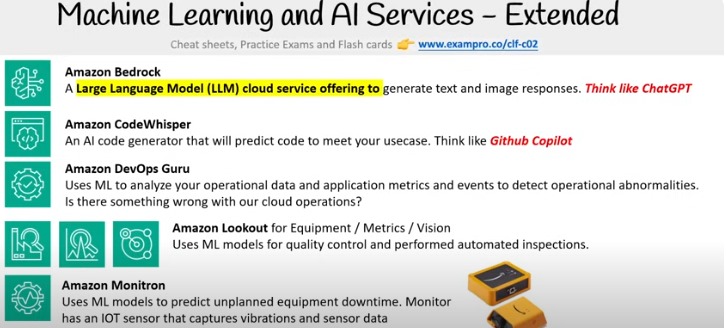 Machine Learning and AI Services – Extended
Cheat sheets, Practice Exams and Flash cards 👉 www.exampro.co/clf-c02
Amazon Bedrock
A Large Language Model (LLM) cloud service offering to generate text and image responses. Think like ChatGPT
Amazon CodeWhisper
An AI code generator that will predict code to meet your usecase. Think like Github Copilot
Amazon DevOps Guru
Uses ML to analyze your operational data and application metrics and events to detect operational abnormalities.
Is there something wrong with our cloud operations?
Amazon Lookout for Equipment / Metrics / Vision
Uses ML models for quality control and performed automated inspections.
Amazon Monitron
Uses ML models to predict unplanned equipment downtime. Monitor
has an IOT sensor that captures vibrations and sensor data